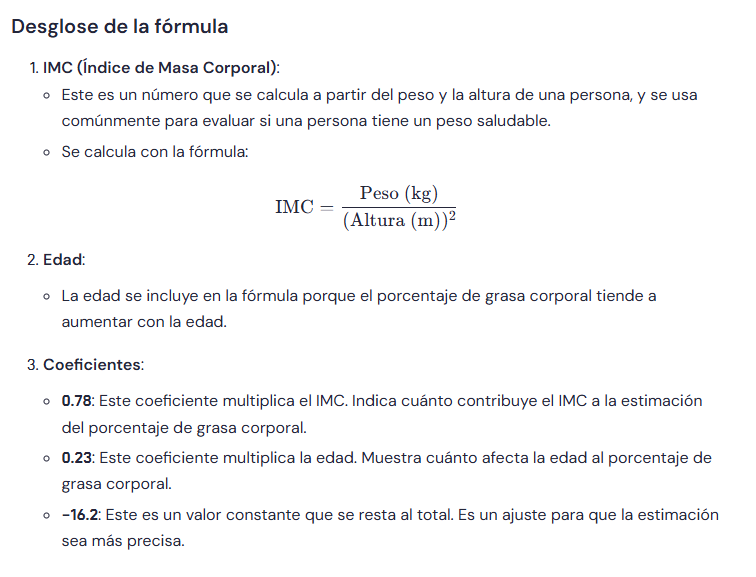 Desglose de la fórmula
1. IMC (Índice de Masa Corporal):
Este es un número que se calcula a partir del peso y la altura de una persona, y se usa
comúnmente para evaluar si una persona tiene un peso saludable.
Se calcula con la fórmula:
IMC = Peso (kg) / (Altura (m))²
2. Edad:
La edad se incluye en la fórmula porque el porcentaje de grasa corporal tiende a
aumentar con la edad.
3. Coeficientes:
0.78: Este coeficiente multiplica el IMC. Indica cuánto contribuye el IMC a la estimación
del porcentaje de grasa corporal.
0.23: Este coeficiente multiplica la edad. Muestra cuánto afecta la edad al porcentaje de
grasa corporal.
-16.2: Este es un valor constante que se resta al total. Es un ajuste para que la estimación
sea más precisa.